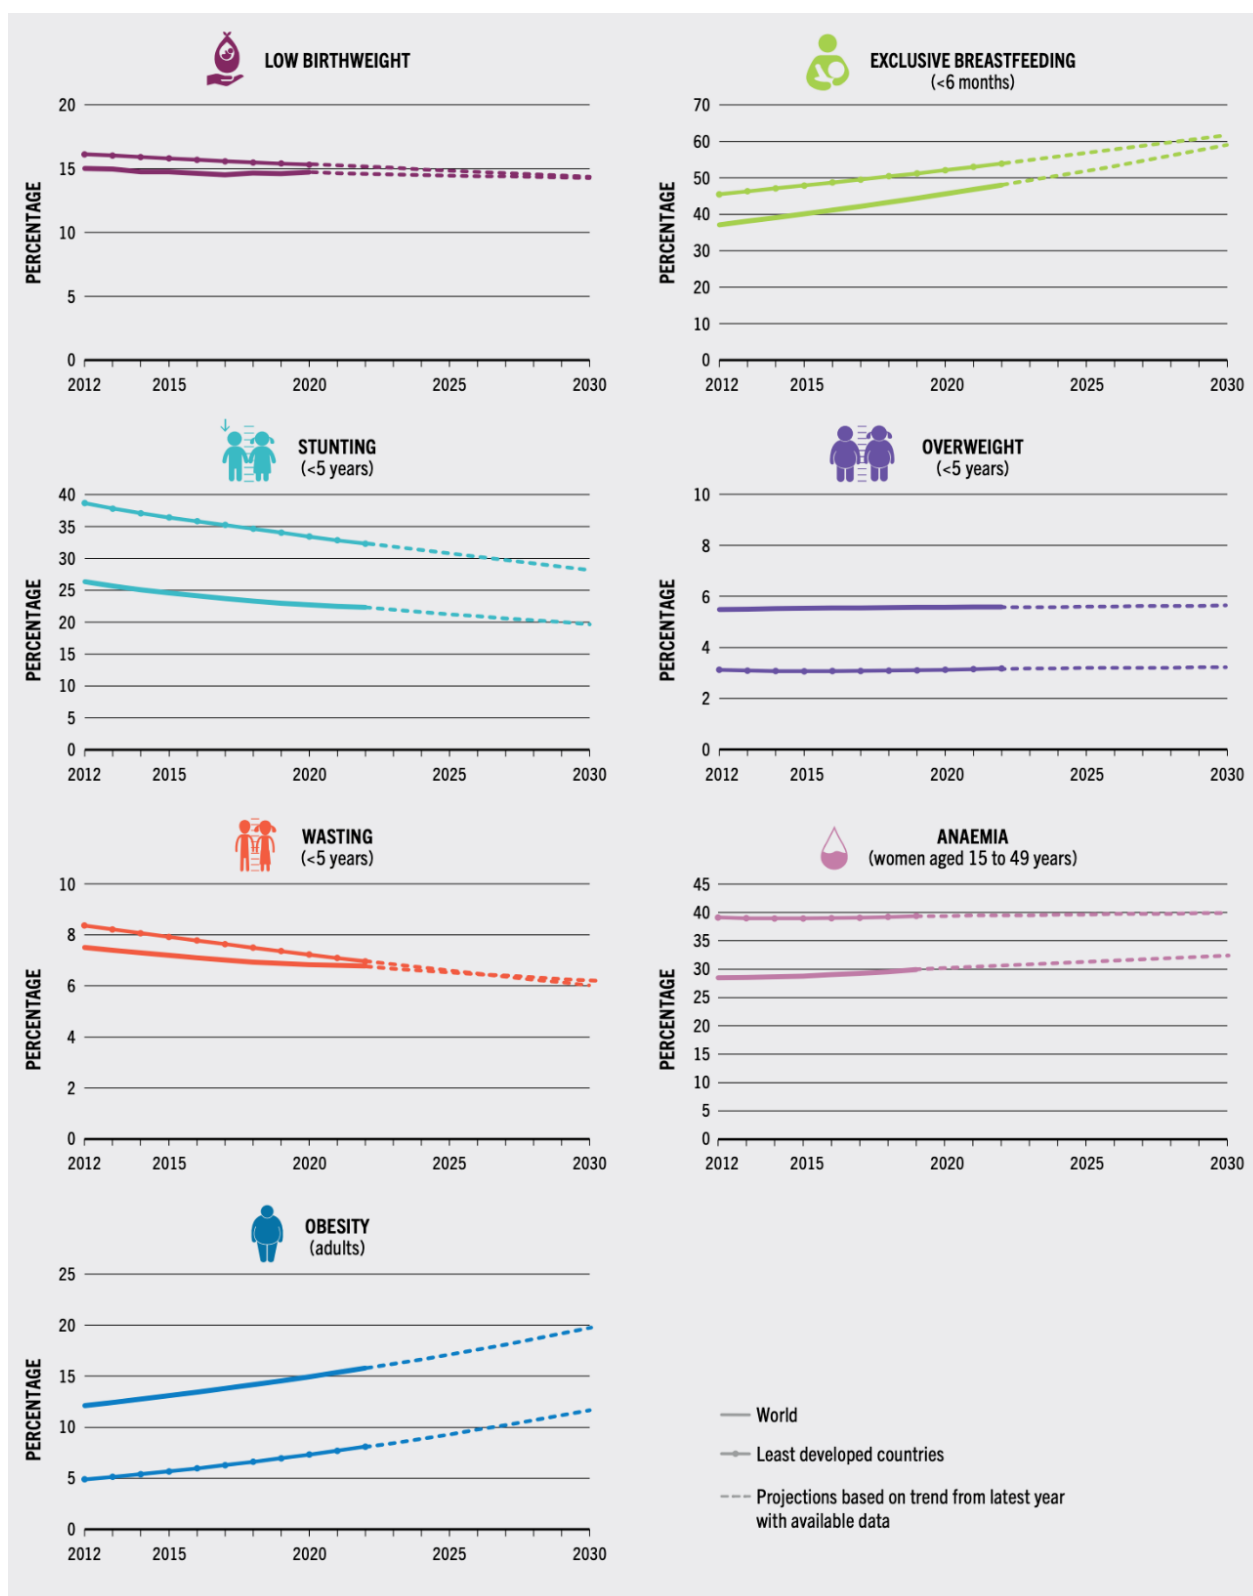 LOW BIRTHWEIGHT
PERCENTAGE
20
15
10
5
0
2012 2015 2020 2025 2030
EXCLUSIVE BREASTFEEDING
(<6 months)
PERCENTAGE
70
60
50
40
30
20
10
0
2012 2015 2020 2025 2030
STUNTING
(<5 years)
PERCENTAGE
40
35
30
25
20
15
10
5
0
2012 2015 2020 2025 2030
OVERWEIGHT
(<5 years)
PERCENTAGE
10
8
6
4
2
0
2012 2015 2020 2025 2030
WASTING
(<5 years)
PERCENTAGE
10
8
6
4
2
0
2012 2015 2020 2025 2030
ANAEMIA
(women aged 15 to 49 years)
PERCENTAGE
45
40
35
30
25
20
15
10
5
0
2012 2015 2020 2025 2030
OBESITY
(adults)
PERCENTAGE
25
20
15
10
5
0
2012 2015 2020 2025 2030
World
Least developed countries
Projections based on trend from latest year
with available data